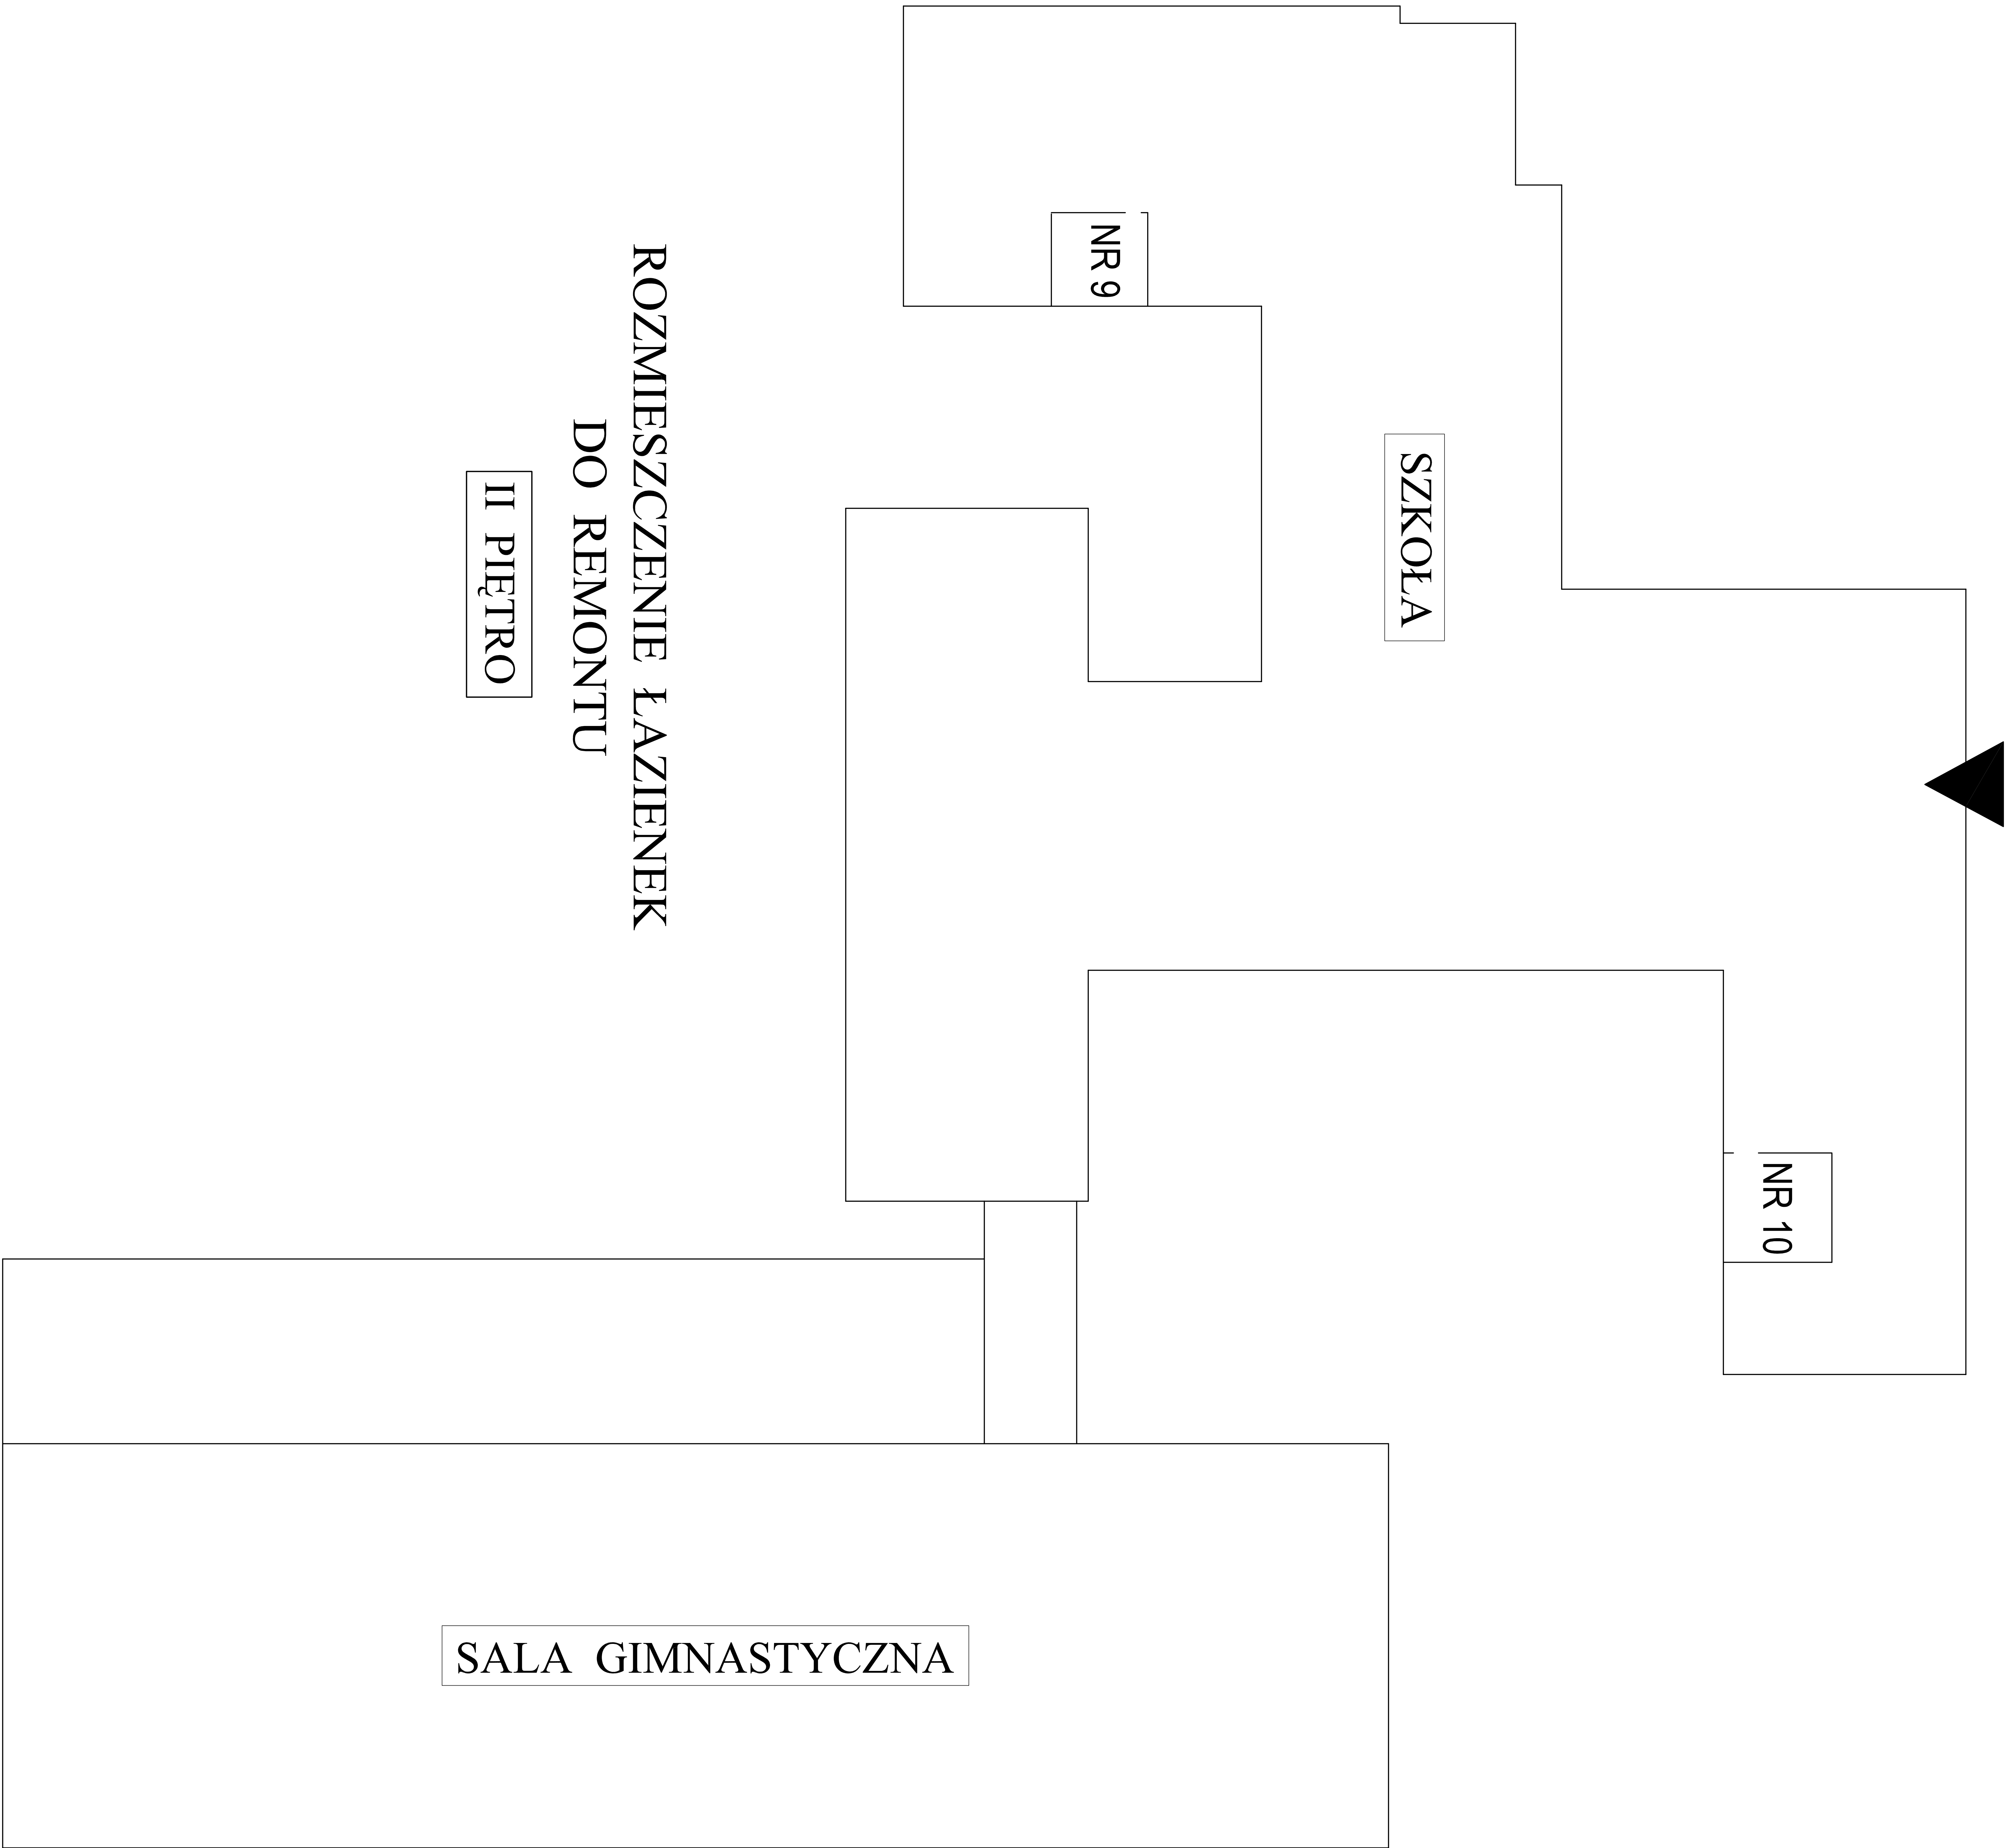 ROZMIESZCZENIE ŁAZIENEK
DO REMONTU
II PIĘTRO
SZKOŁA
NR 9
NR 10
SALA GIMNASTYCZNA